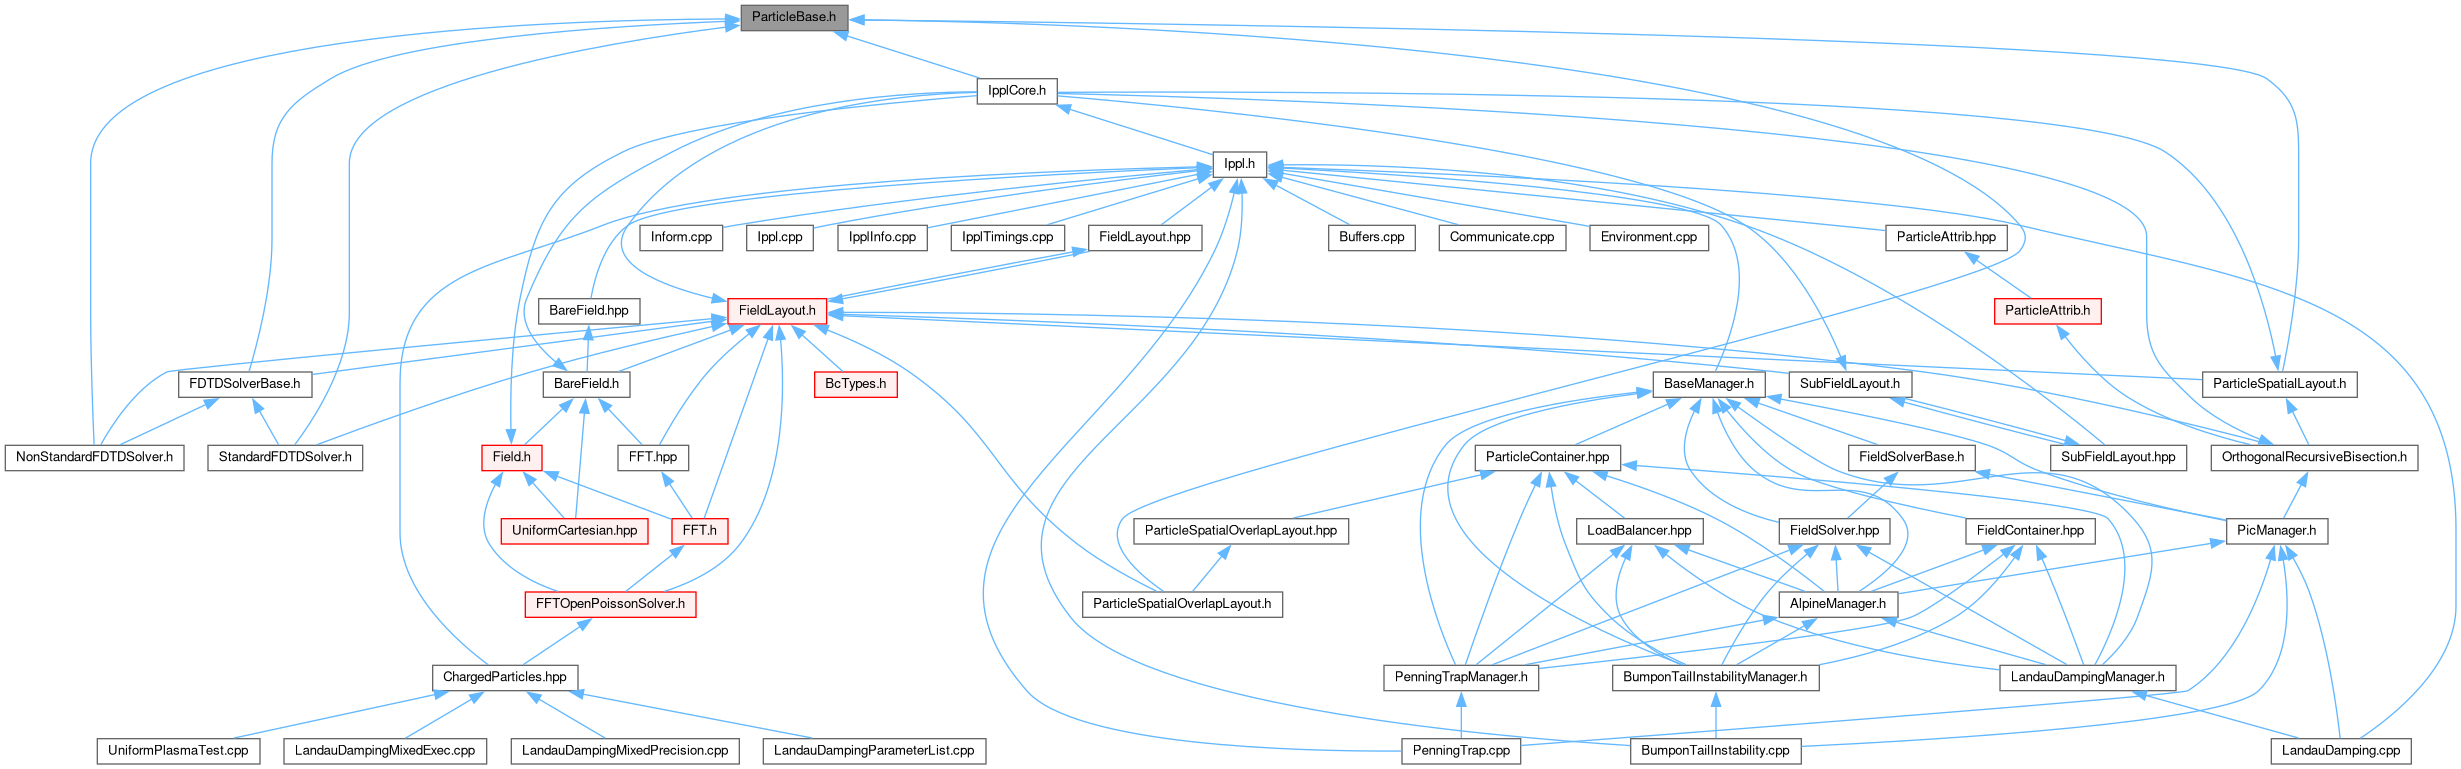 ParticleBase.h
IpplCore.h
Ippl.h
Inform.cpp
Ippl.cpp
IpplInfo.cpp
IpplTimings.cpp
FieldLayout.hpp
Buffers.cpp
Communicate.cpp
Environment.cpp
ParticleAttrib.hpp
BareField.hpp
FieldLayout.h
ParticleAttrib.h
FDTDSolverBase.h
BareField.h
BcTypes.h
BaseManager.h
SubFieldLayout.h
ParticleSpatialLayout.h
NonStandardFDTDSolver.h
StandardFDTDSolver.h
Field.h
FFT.hpp
ParticleContainer.hpp
FieldSolverBase.h
SubFieldLayout.hpp
OrthogonalRecursiveBisection.h
UniformCartesian.hpp
FFT.h
ParticleSpatialOverlapLayout.hpp
LoadBalancer.hpp
FieldSolver.hpp
FieldContainer.hpp
PicManager.h
FFTOpenPoissonSolver.h
ParticleSpatialOverlapLayout.h
AlpineManager.h
ChargedParticles.hpp
PenningTrapManager.h
BumponTailInstabilityManager.h
LandauDampingManager.h
UniformPlasmaTest.cpp
LandauDampingMixedExec.cpp
LandauDampingMixedPrecision.cpp
LandauDampingParameterList.cpp
PenningTrap.cpp
BumponTailInstability.cpp
LandauDamping.cpp